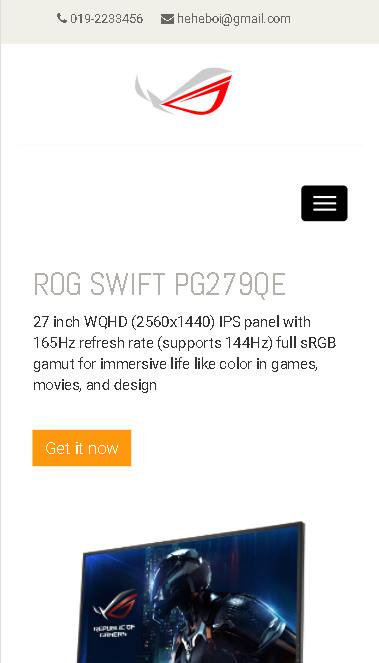 019-2233456 heheboi@gmail.com
ROG SWIFT PG279QE
27 inch WQHD (2560x1440) IPS panel with
165Hz refresh rate (supports 144Hz) full sRGB
gamut for immersive life like color in games,
movies, and design
Get it now
REPUBLIC OF
GAMERS